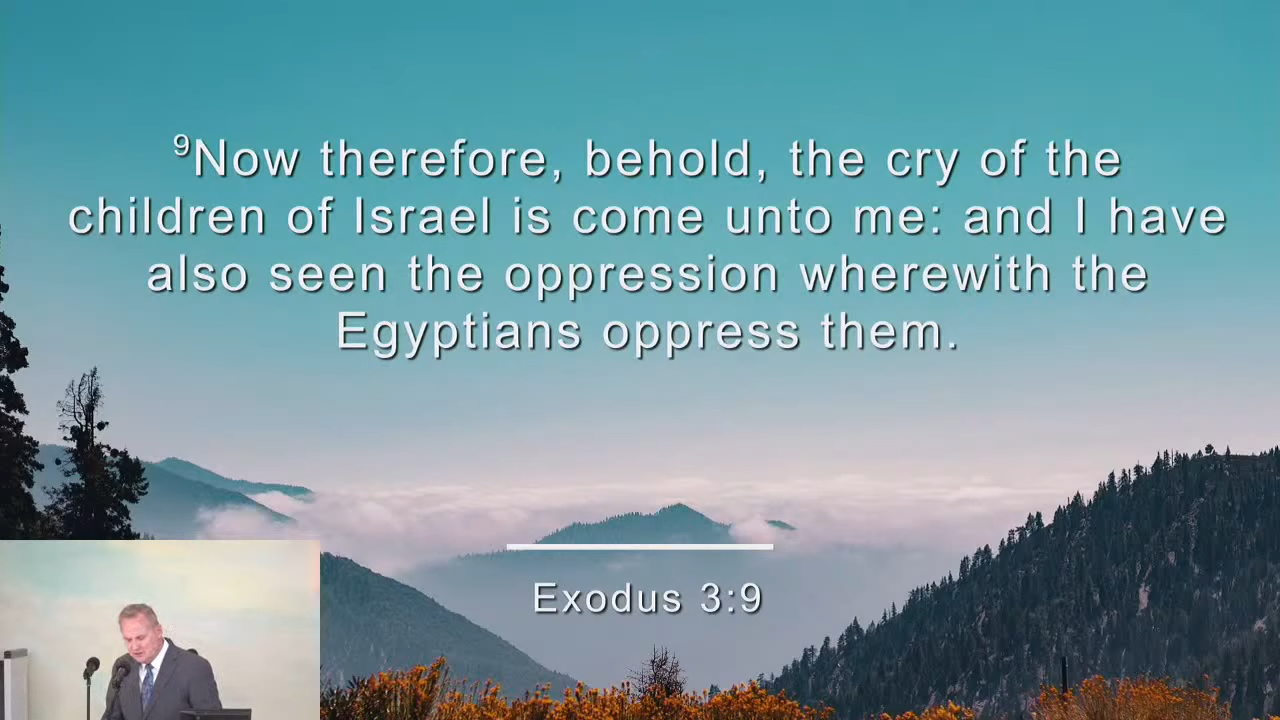 ⁹Now therefore, behold, the cry of the
children of Israel is come unto me: and I have
also seen the oppression wherewith the
Egyptians oppress them.
Exodus 3:9